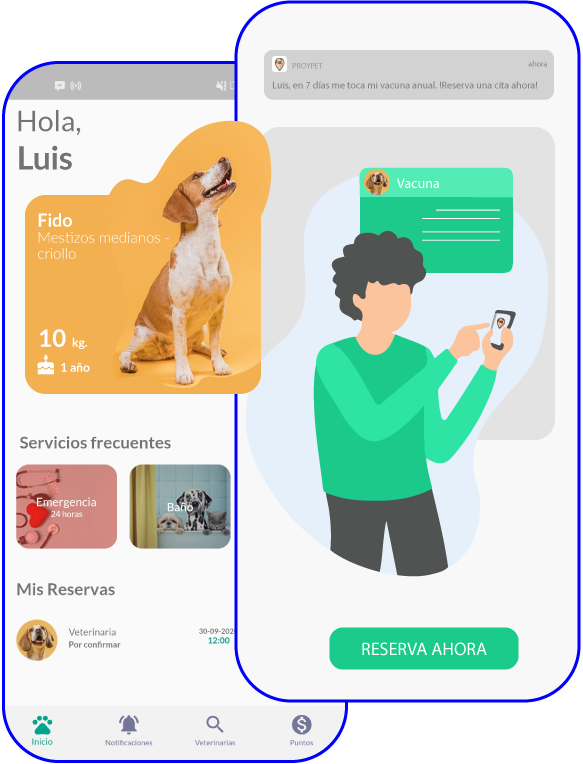 Hola,
Luis
Fido
Mestizos medianos -
criollo
10 kg.
1 año
Servicios frecuentes
Emergencia
24 horas
Baño
Mis Reservas
Veterinaria
Por confirmar
30-09-202
12:00
Inicio
Notificaciones
Veterinarias
Puntos
PROYPET
ahora
Luis, en 7 días me toca mi vacuna anual. !Reserva una cita ahora!
Vacuna
RESERVA AHORA